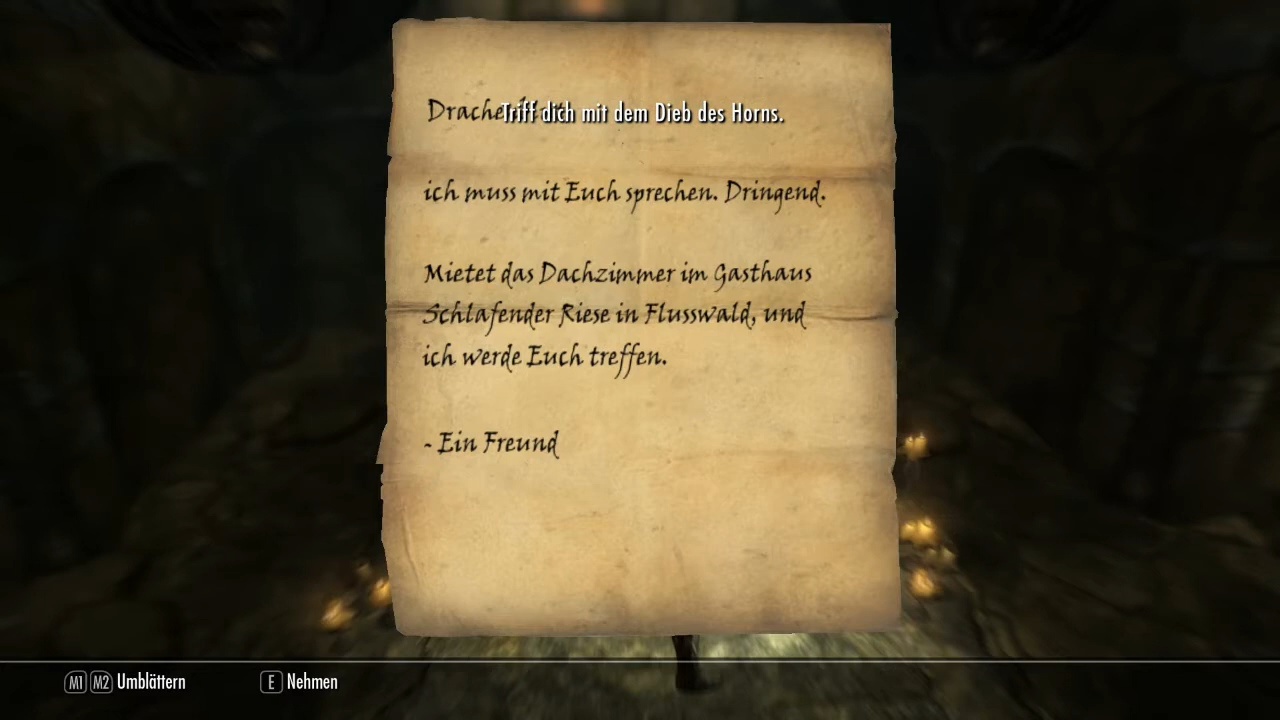 Triff dich mit dem Dieb des Horns.
ich muss mit Euch sprechen. Dringend.
Mietet das Dachzimmer im Gasthaus
Schlafender Riese in Flusswald, und
ich werde Euch treffen.
- Ein Freund
M1 M2 Umblättern
E Nehmen